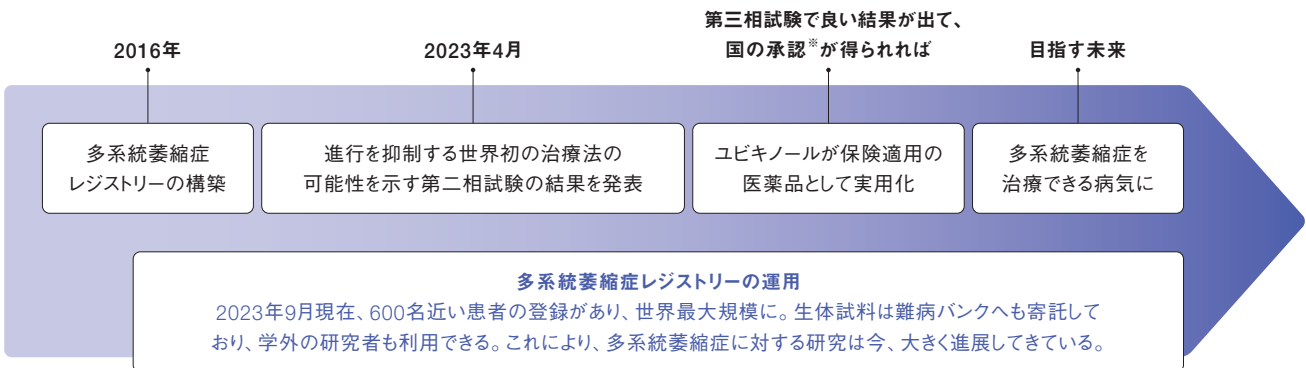 2016年
多系統萎縮症
レジストリーの構築
2023年4月
進行を抑制する世界初の治療法の
可能性を示す第二相試験の結果を発表
第三相試験で良い結果が出て、
国の承認※が得られれば
ユビキノールが保険適用の
医薬品として実用化
目指す未来
多系統萎縮症を
治療できる病気に
多系統萎縮症レジストリーの運用
2023年9月現在、600名近い患者の登録があり、世界最大規模に。生体試料は難病バンクへも寄託して
おり、学外の研究者も利用できる。これにより、多系統萎縮症に対する研究は今、大きく進展してきている。